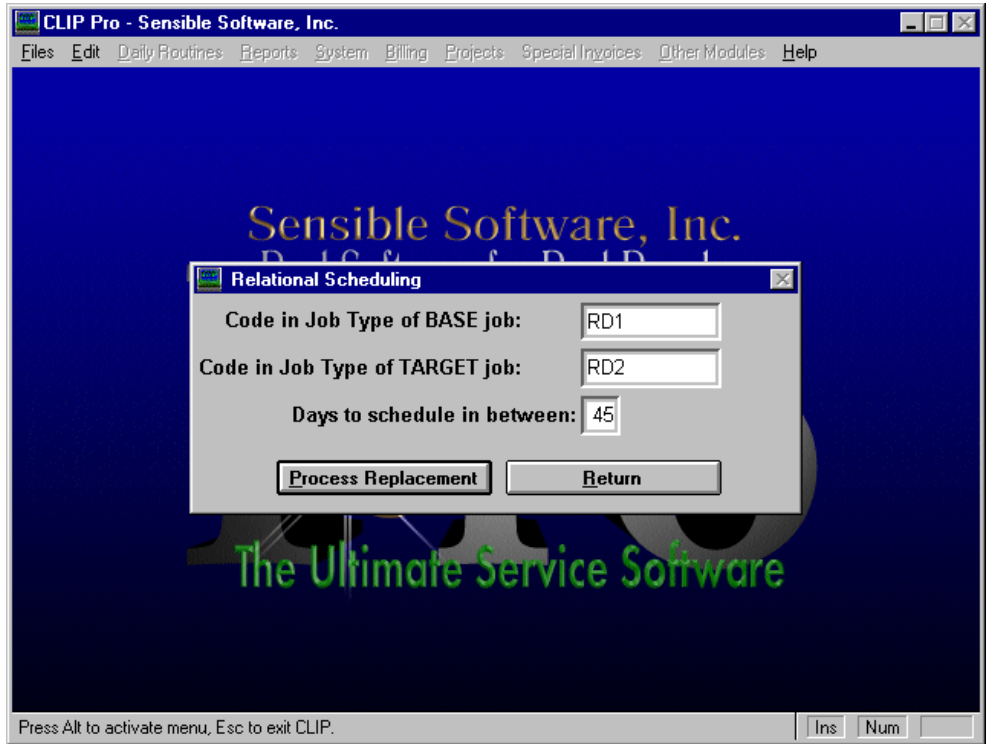 CLIP Pro - Sensible Software, Inc.
Files Edit Daily Routines Reports System Billing Projects Special Invoices Other Modules Help
Sensible Software, Inc.
Relational Scheduling
Code in Job Type of BASE job: RD1
Code in Job Type of TARGET job: RD2
Days to schedule in between: 45
Process Replacement Return
The Ultimate Service Software
Press Alt to activate menu, Esc to exit CLIP. Ins Num